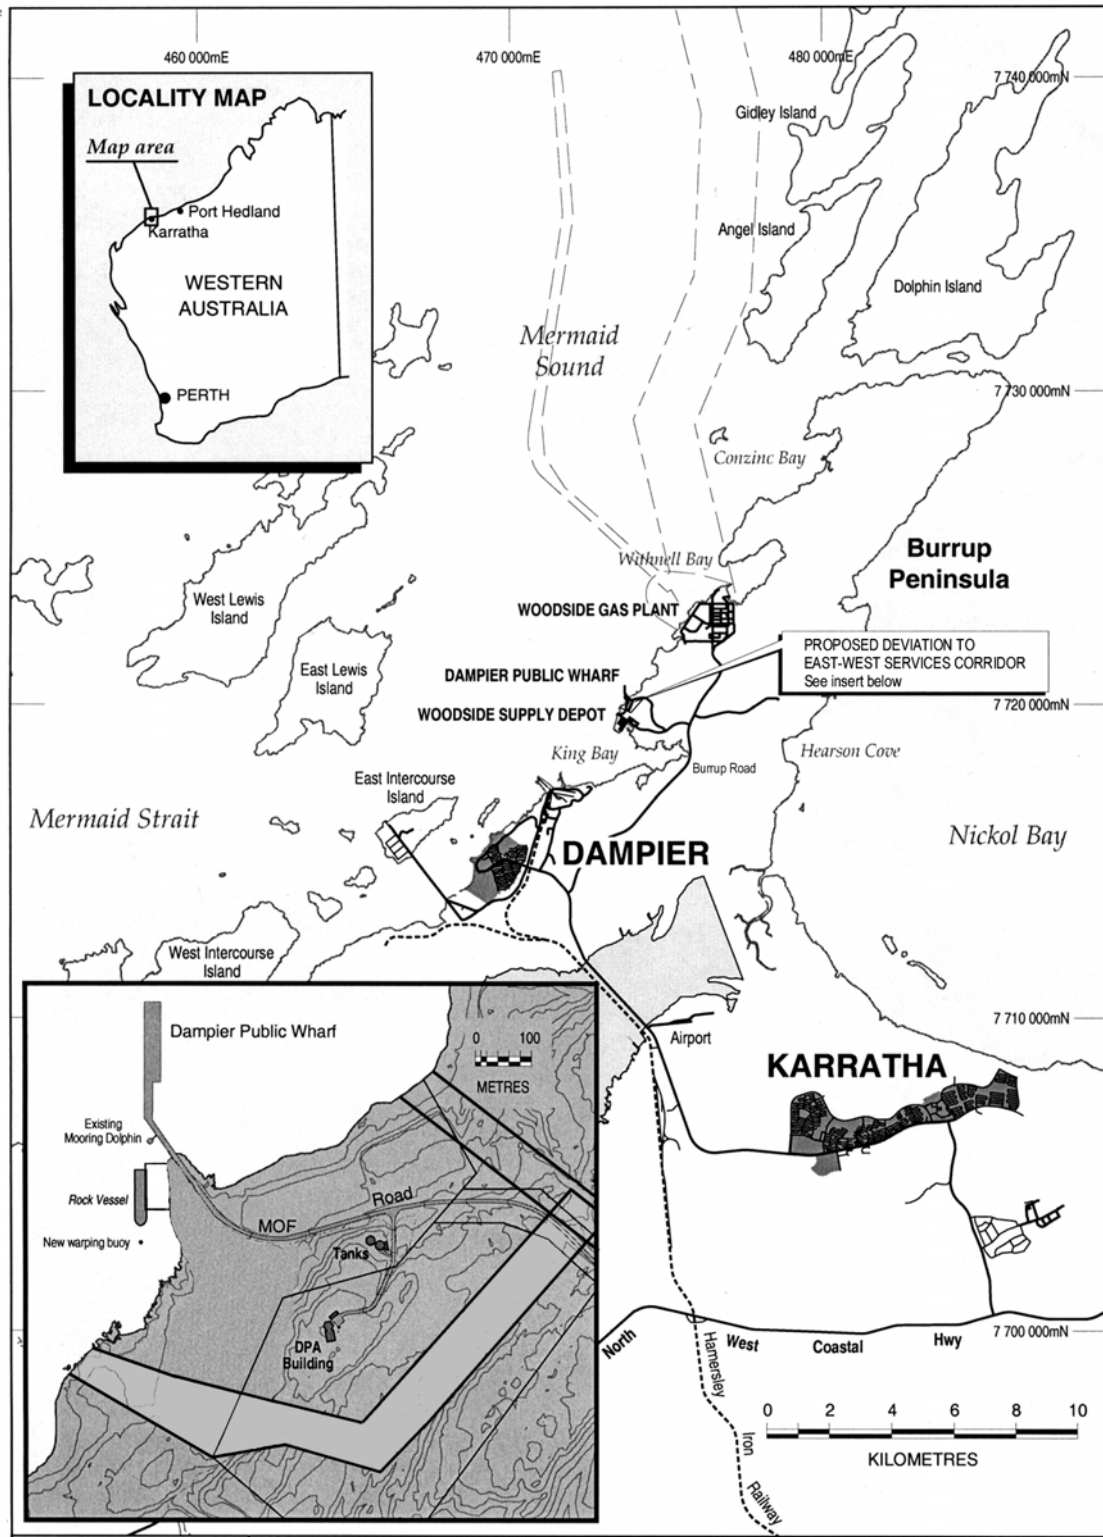 460 000mE
470 000mE
480 000mE
7 740 000mN
LOCALITY MAP
Map area
Port Hedland
Karratha
WESTERN
AUSTRALIA
PERTH
Gidley Island
Angel Island
Dolphin Island
Mermaid
Sound
7 730 000mN
Conzinc Bay
Withnell Bay
Burrup
Peninsula
West Lewis
Island
WOODSIDE GAS PLANT
East Lewis
Island
PROPOSED DEVIATION TO
EAST-WEST SERVICES CORRIDOR
See insert below
DAMPIER PUBLIC WHARF
WOODSIDE SUPPLY DEPOT
7 720 000mN
King Bay
Hearson Cove
Burrup Road
East Intercourse
Island
Mermaid Strait
Nickol Bay
DAMPIER
West Intercourse
Island
7 710 000mN
Airport
KARRATHA
Dampier Public Wharf
0 100
METRES
Existing
Mooring Dolphin
Rock Vessel
New warping buoy
MOF Road
Tanks
DPA
Building
7 700 000mN
North West Coastal Hwy
Hamersley Iron Railway
0 2 4 6 8 10
KILOMETRES